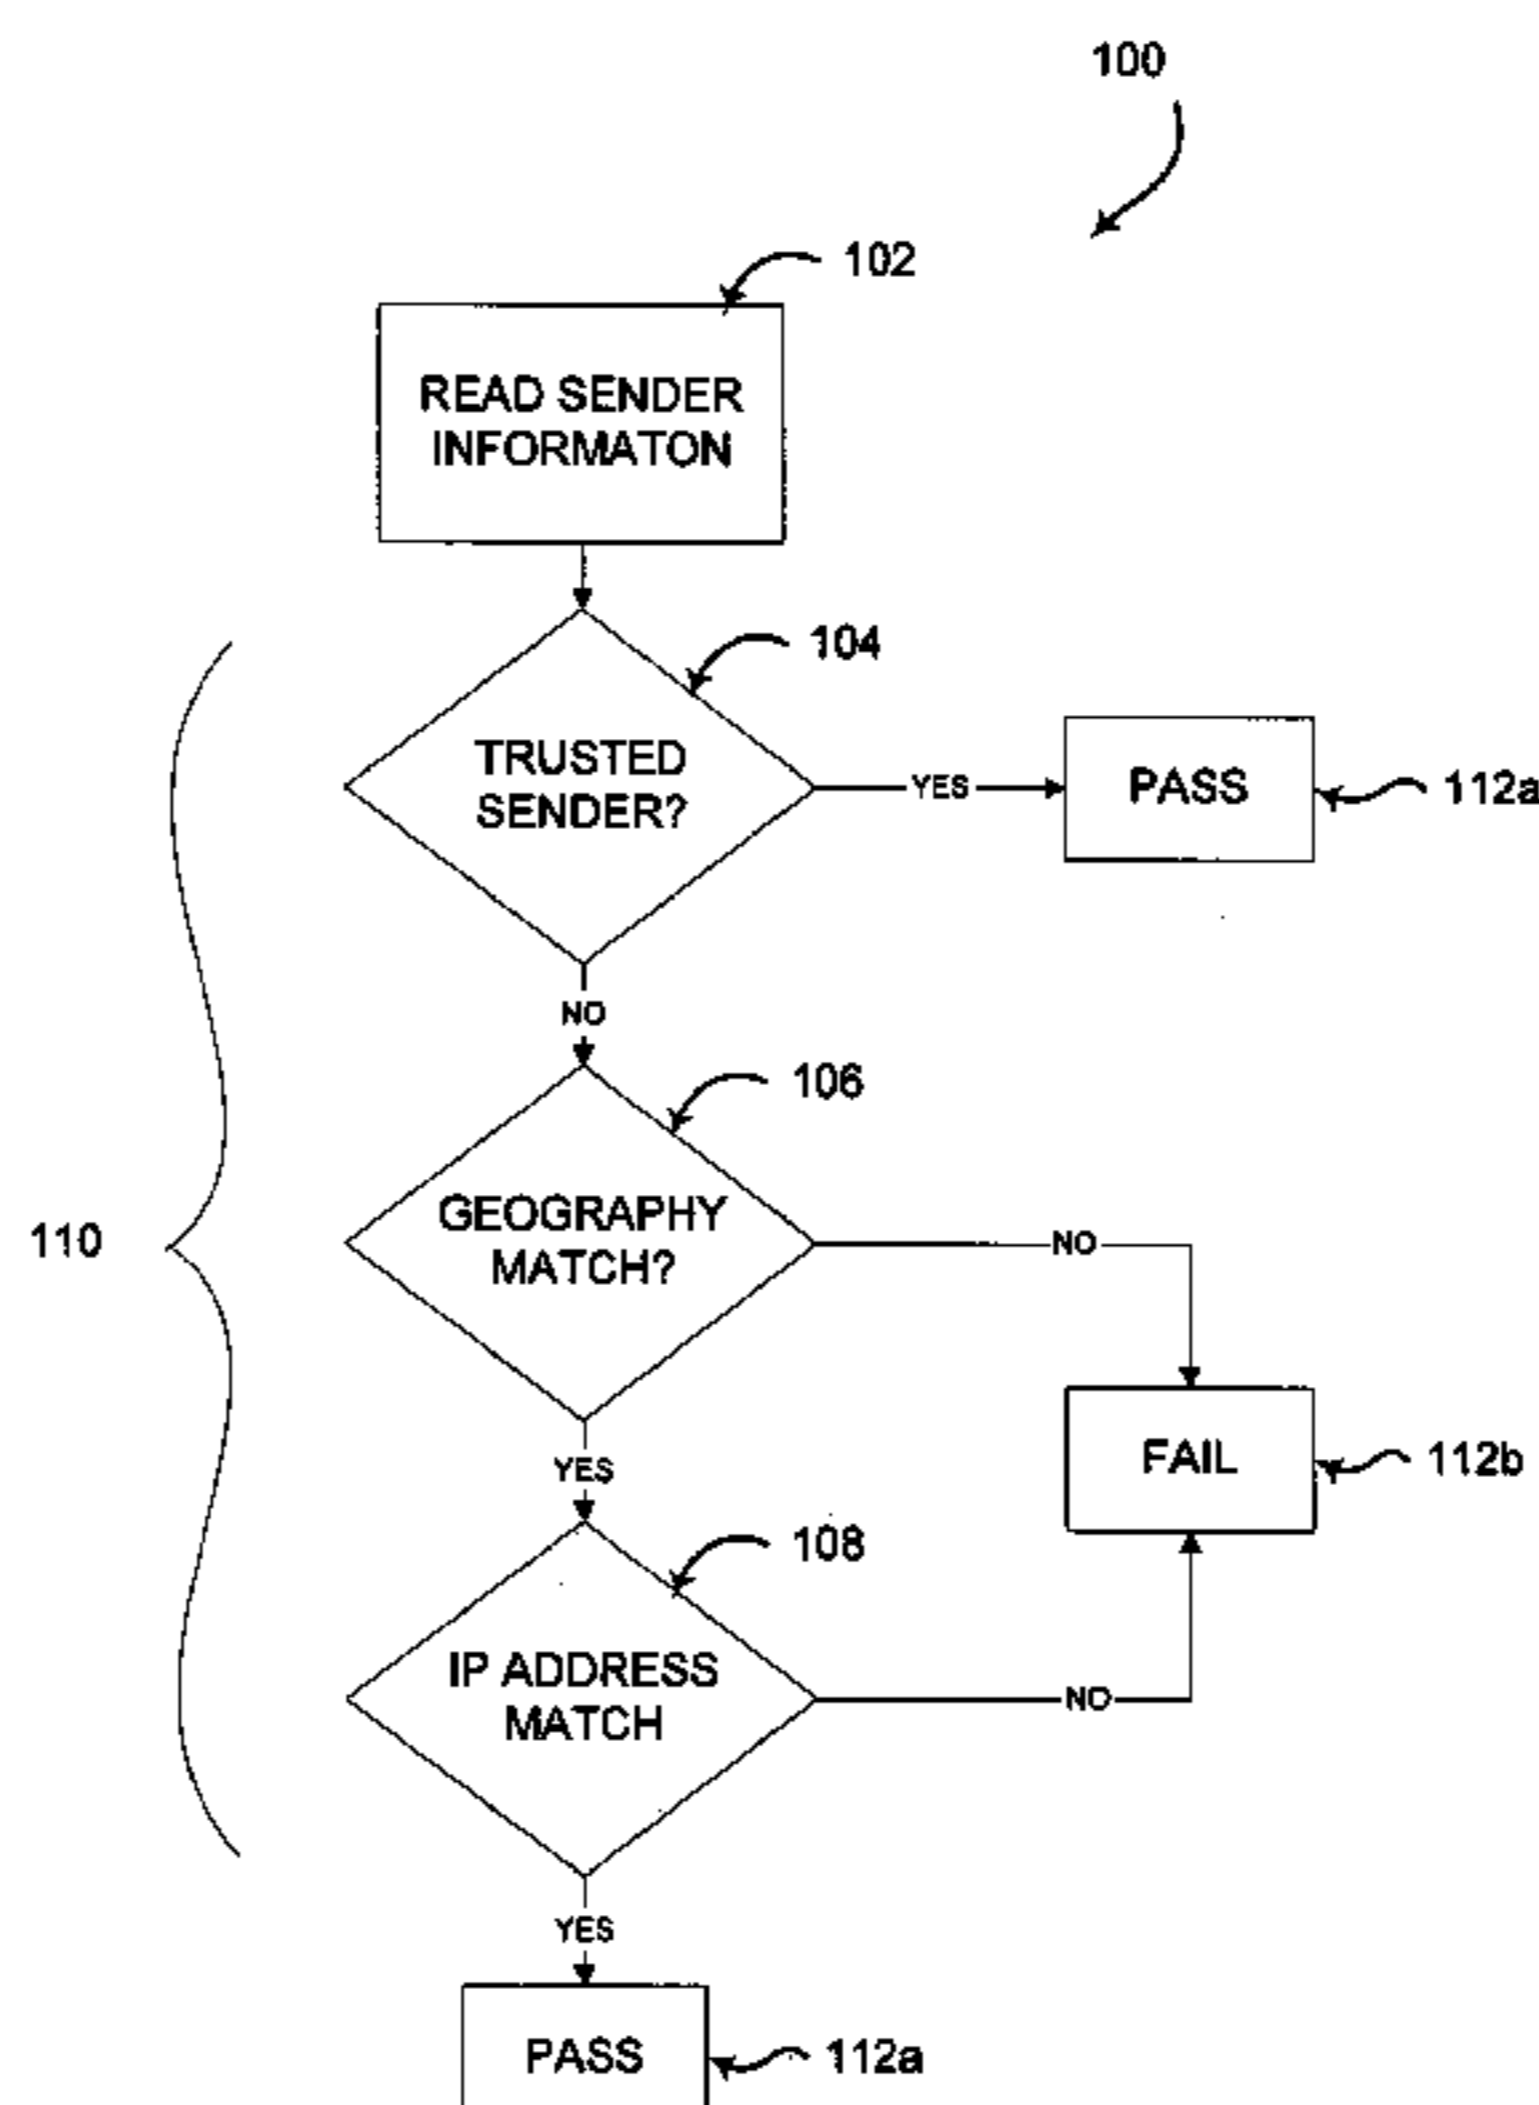 100
102
READ SENDER
INFORMATON
104
TRUSTED
SENDER?
YES
PASS
112a
NO
106
110
GEOGRAPHY
MATCH?
NO
FAIL
112b
YES
108
IP ADDRESS
MATCH
NO
YES
PASS
112a